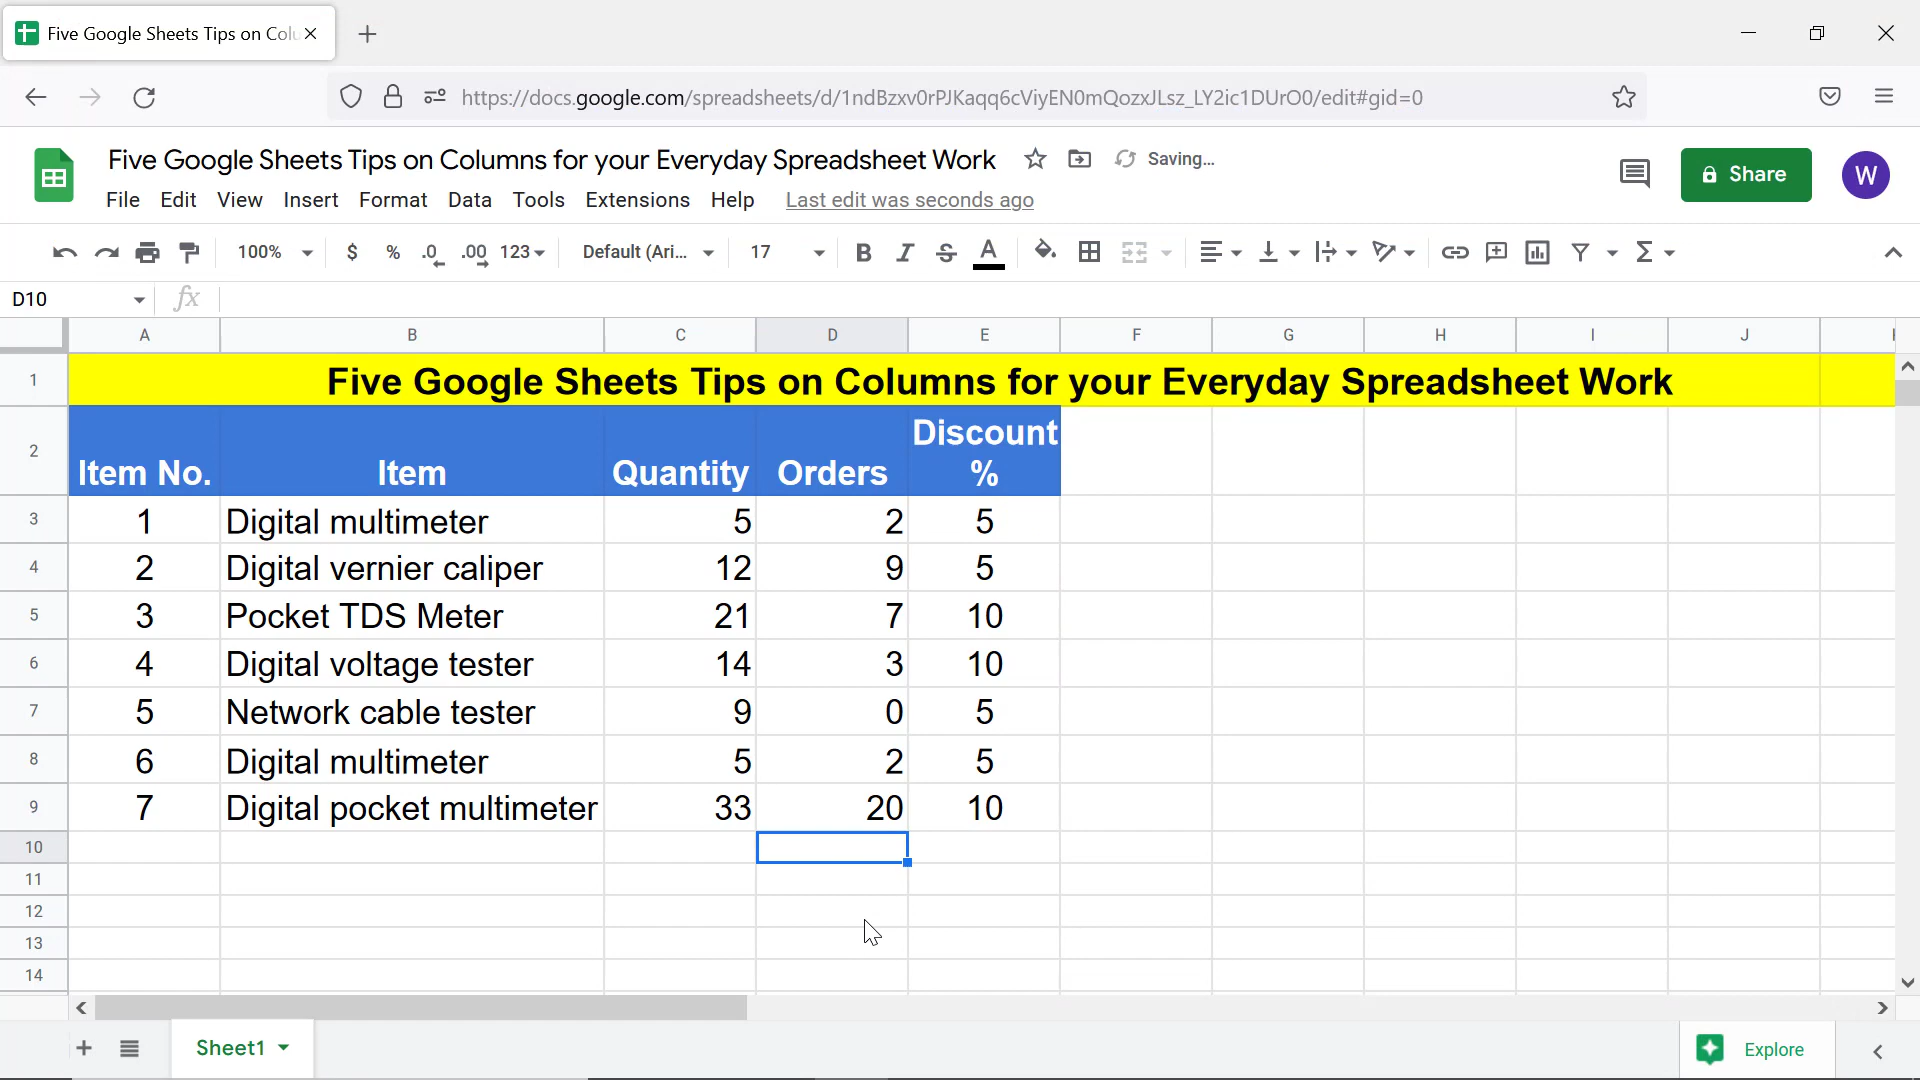 Five Google Sheets Tips on Colu
https://docs.google.com/spreadsheets/d/1ndBzxv0rPJKaqq6cViyEN0mQozxJLsz_LY2ic1DUrO0/edit#gid=0
Five Google Sheets Tips on Columns for your Everyday Spreadsheet Work Saving...
Share W
File Edit View Insert Format Data Tools Extensions Help Last edit was seconds ago
100% $ % .0 .00 123 Default (Ari... 17 B I S A
D10 fx
A B C D E F G H I J
1 Five Google Sheets Tips on Columns for your Everyday Spreadsheet Work
2 Item No. Item Quantity Orders Discount %
3 1 Digital multimeter 5 2 5
4 2 Digital vernier caliper 12 9 5
5 3 Pocket TDS Meter 21 7 10
6 4 Digital voltage tester 14 3 10
7 5 Network cable tester 9 0 5
8 6 Digital multimeter 5 2 5
9 7 Digital pocket multimeter 33 20 10
10
11
12
13
14
Sheet1 Explore